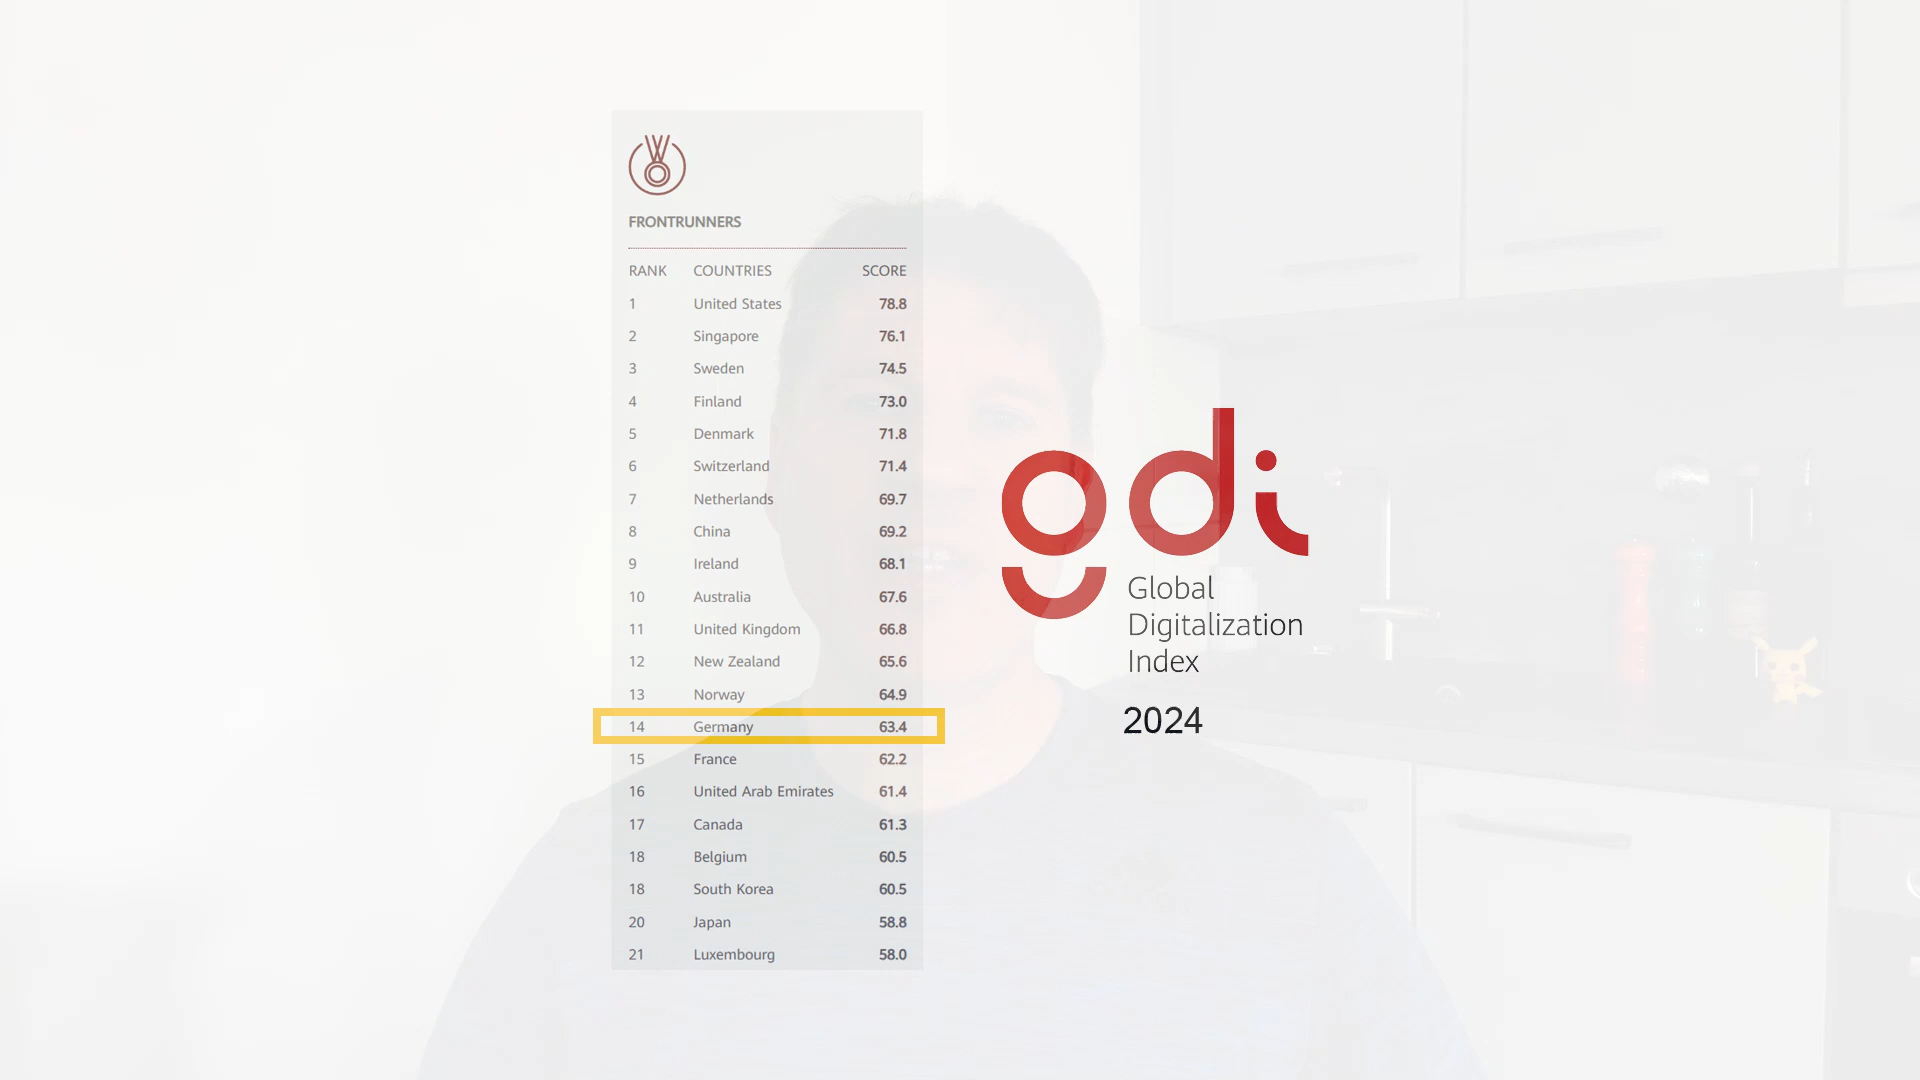 FRONTRUNNERS
RANK COUNTRIES SCORE
1 United States 78.8
2 Singapore 76.1
3 Sweden 74.5
4 Finland 73.0
5 Denmark 71.8
6 Switzerland 71.4
7 Netherlands 69.7
8 China 69.2
9 Ireland 68.1
10 Australia 67.6
11 United Kingdom 66.8
12 New Zealand 65.6
13 Norway 64.9
14 Germany 63.4
15 France 62.2
16 United Arab Emirates 61.4
17 Canada 61.3
18 Belgium 60.5
18 South Korea 60.5
20 Japan 58.8
21 Luxembourg 58.0
gdi
Global
Digitalization
Index
2024